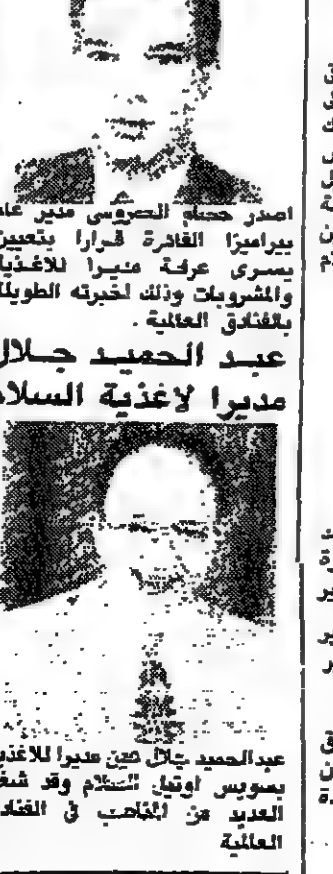 اصدر حسام الصروسى مدير عام
بيراميزا القاهرة قرارا بتعيين
يسرى عرفة مديرا للاغذية
والمشروبات وذلك لخبرته الطويلة
بالفنادق العالمية .
عبد الحميد جلال
مديرا لاغذية السلام
عبدالحميد جلال عين مديرا للاغذية
بسويس اوتيل السلام وقد شغل
العديد من المناصب فى الفنادق
العالمية